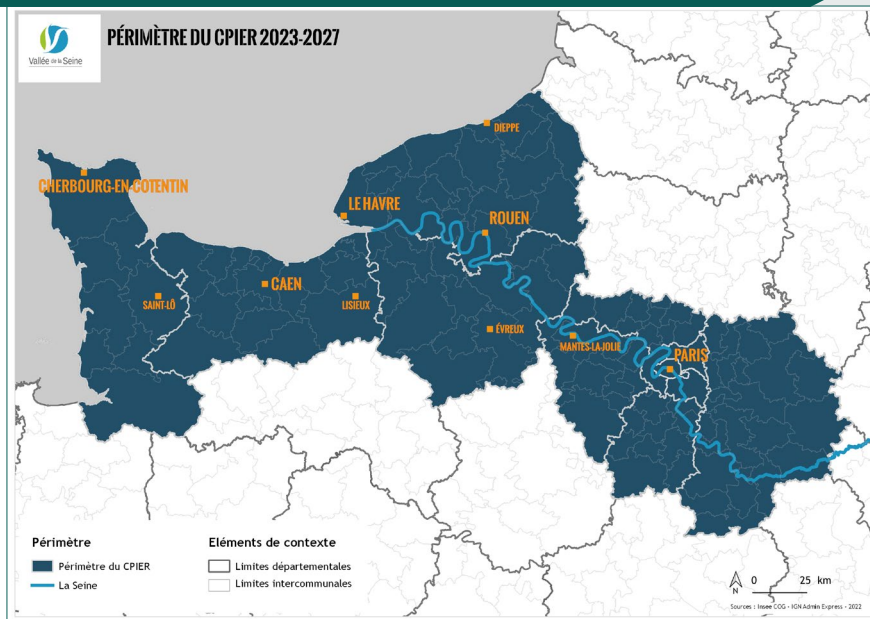 Vallée de la Seine
PÉRIMÈTRE DU CPIER 2023-2027
DIEPPE
CHERBOURG-EN-COTENTIN
LE HAVRE
ROUEN
CAEN
SAINT-LÔ
LISIEUX
ÉVREUX
MANTES-LA-JOLIE
PARIS
Périmètre
Périmètre du CPIER
La Seine
Eléments de contexte
Limites départementales
Limites intercommunales
N
0 25 km
Sources : Insee COG - IGN Admin Express - 2022